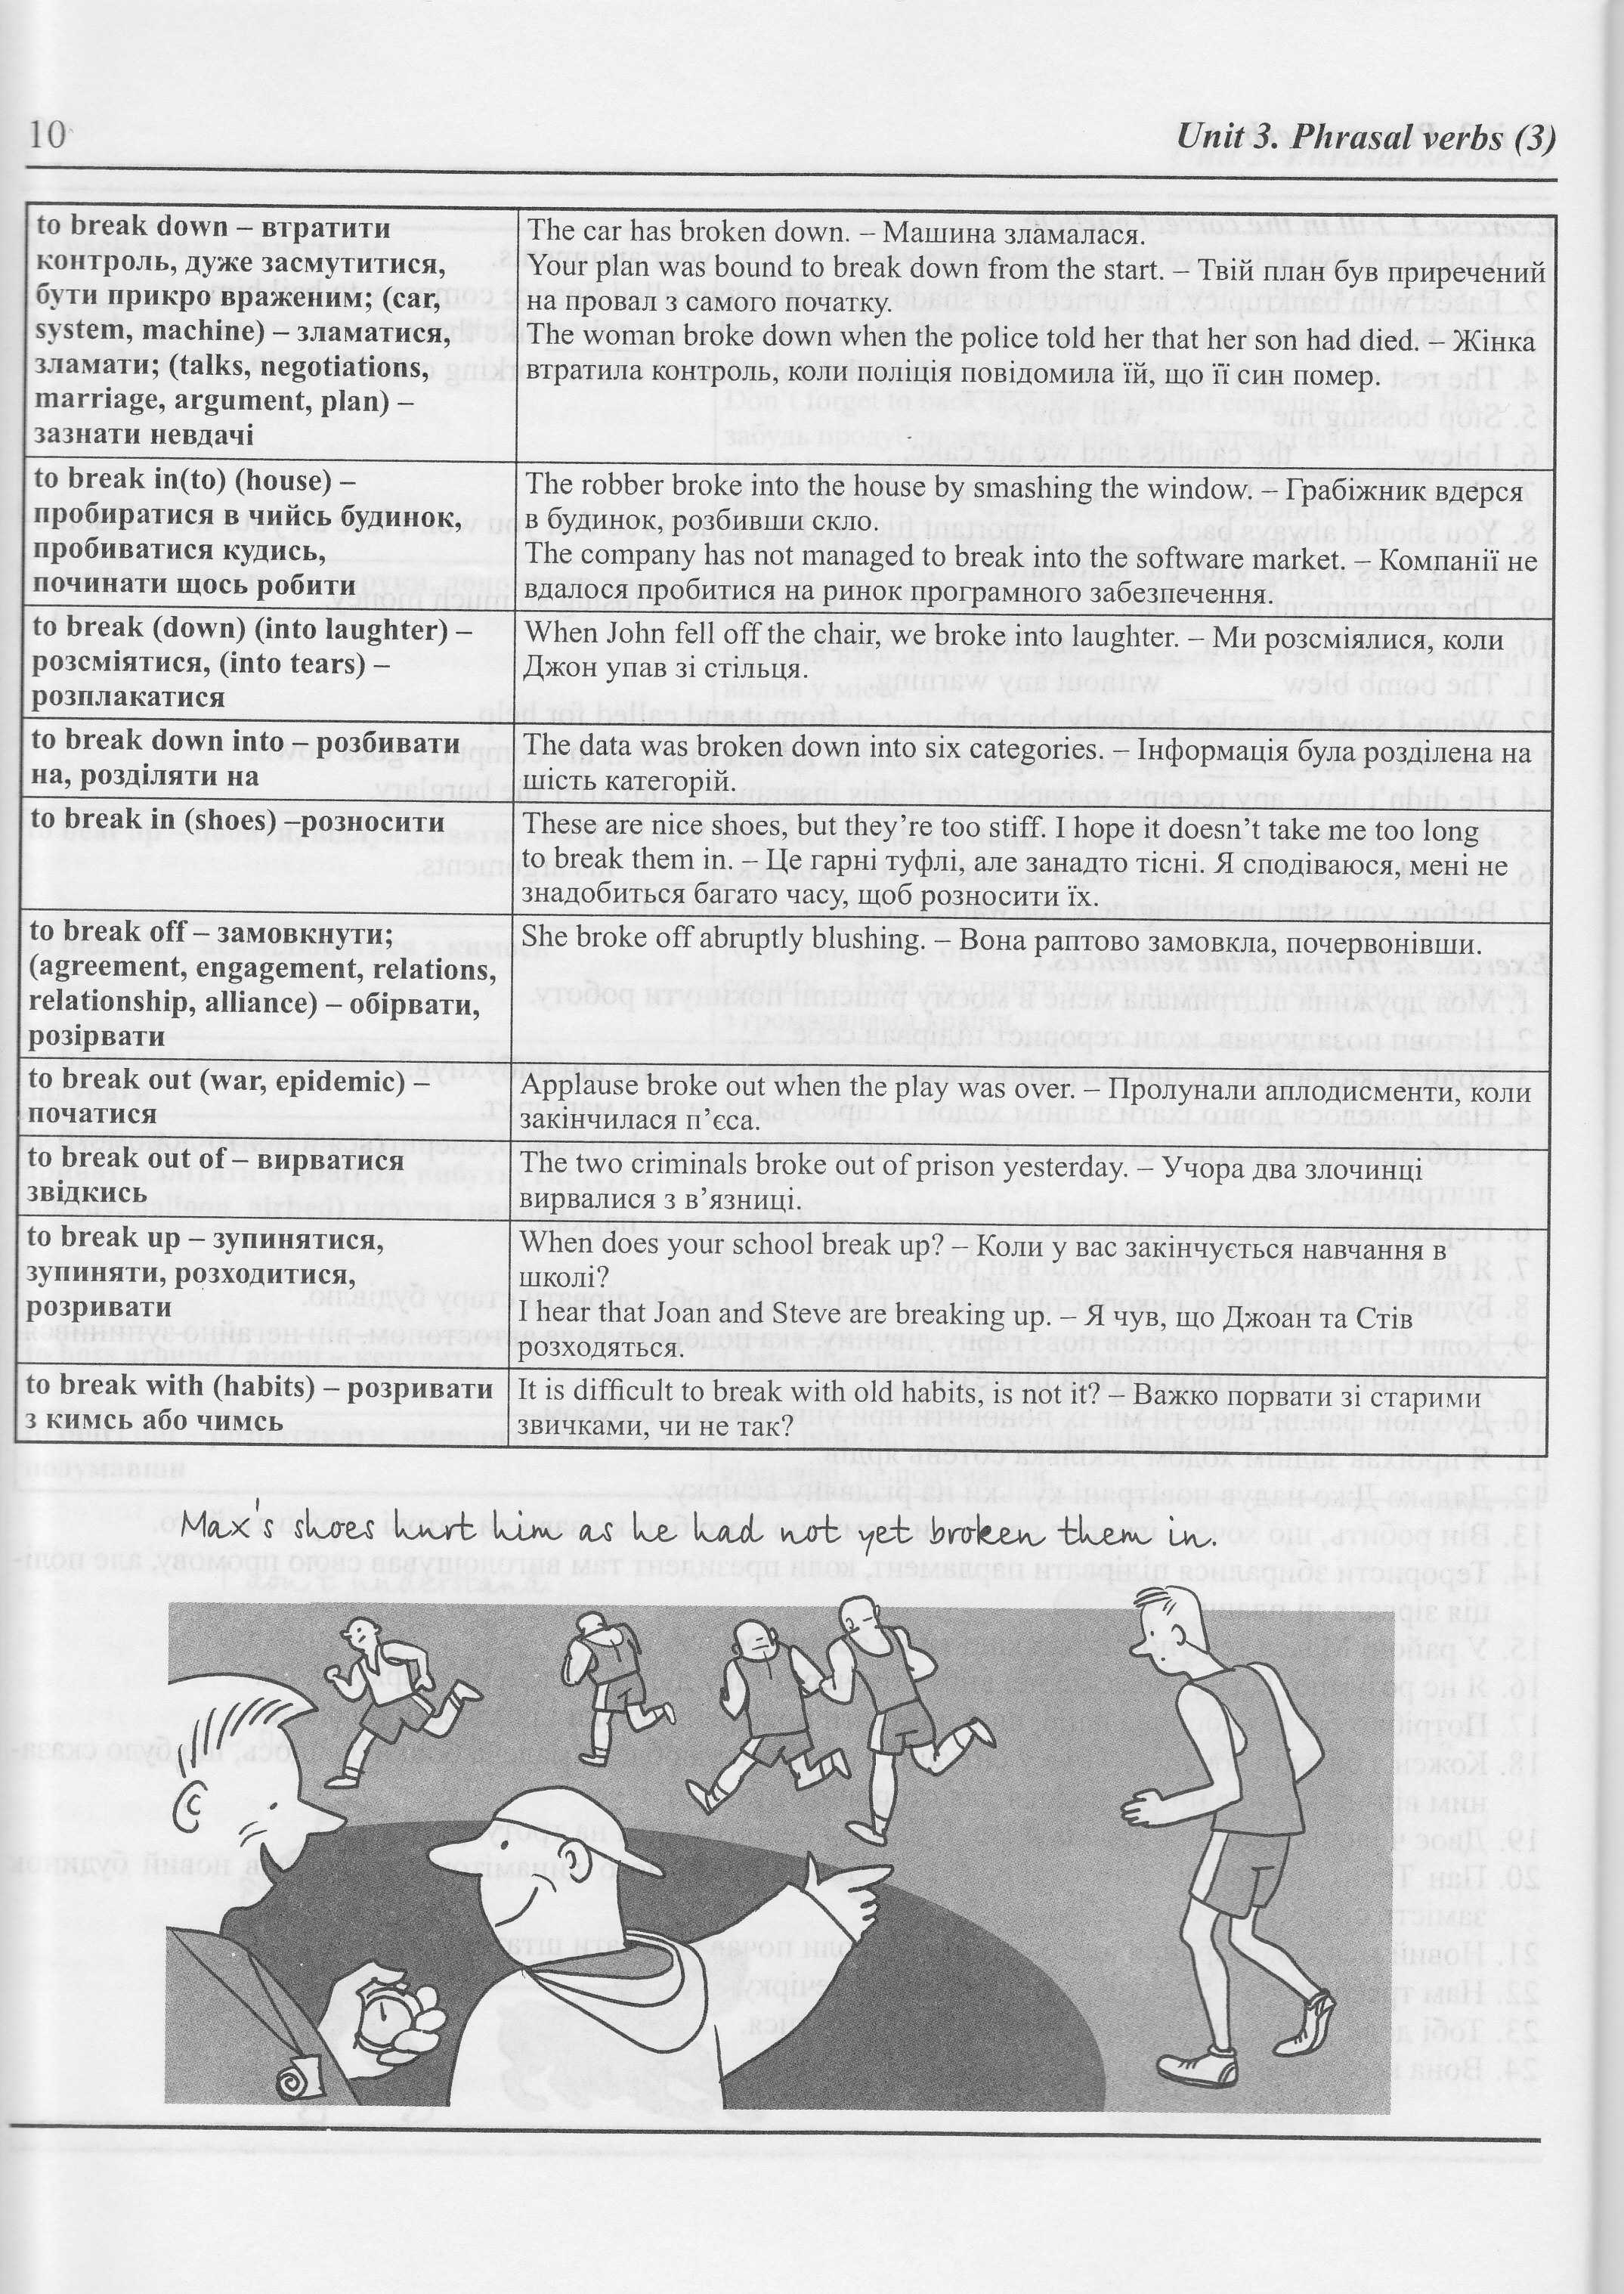 10
Unit 3. Phrasal verbs (3)
to break down – втратити
контроль, дуже засмутитися,
бути прикро враженим; (car,
system, machine) – зламатися,
зламати; (talks, negotiations,
marriage, argument, plan) –
зазнати невдачі
The car has broken down. – Машина зламалася.
Your plan was bound to break down from the start. – Твій план був приречений
на провал з самого початку.
The woman broke down when the police told her that her son had died. – Жінка
втратила контроль, коли поліція повідомила їй, що її син помер.
to break in(to) (house) –
пробиратися в чийсь будинок,
пробиватися кудись,
починати щось робити
The robber broke into the house by smashing the window. – Грабіжник вдерся
в будинок, розбивши скло.
The company has not managed to break into the software market. – Компанії не
вдалося пробитися на ринок програмного забезпечення.
to break (down) (into laughter) –
розсміятися, (into tears) –
розплакатися
When John fell off the chair, we broke into laughter. – Ми розсміялися, коли
Джон упав зі стільця.
to break down into – розбивати
на, розділяти на
The data was broken down into six categories. – Інформація була розділена на
шість категорій.
to break in (shoes) –розносити
These are nice shoes, but they're too stiff. I hope it doesn't take me too long
to break them in. – Це гарні туфлі, але занадто тісні. Я сподіваюся, мені не
знадобиться багато часу, щоб розносити їх.
to break off – замовкнути;
(agreement, engagement, relations,
relationship, alliance) – обірвати,
розірвати
She broke off abruptly blushing. – Вона раптово замовкла, почервонівши.
to break out (war, epidemic) –
початися
Applause broke out when the play was over. – Пролунали аплодисменти, коли
закінчилася п'єса.
to break out of – вирватися
звідкись
The two criminals broke out of prison yesterday. – Учора два злочинці
вирвалися з в'язниці.
to break up – зупинятися,
зупиняти, розходитися,
розривати
When does your school break up? – Коли у вас закінчується навчання в
школі?
I hear that Joan and Steve are breaking up. – Я чув, що Джоан та Стів
розходяться.
to break with (habits) – розривати
з кимсь або чимсь
It is difficult to break with old habits, is not it? – Важко порвати зі старими
звичками, чи не так?
Max's shoes hurt him as he had not yet broken them in.